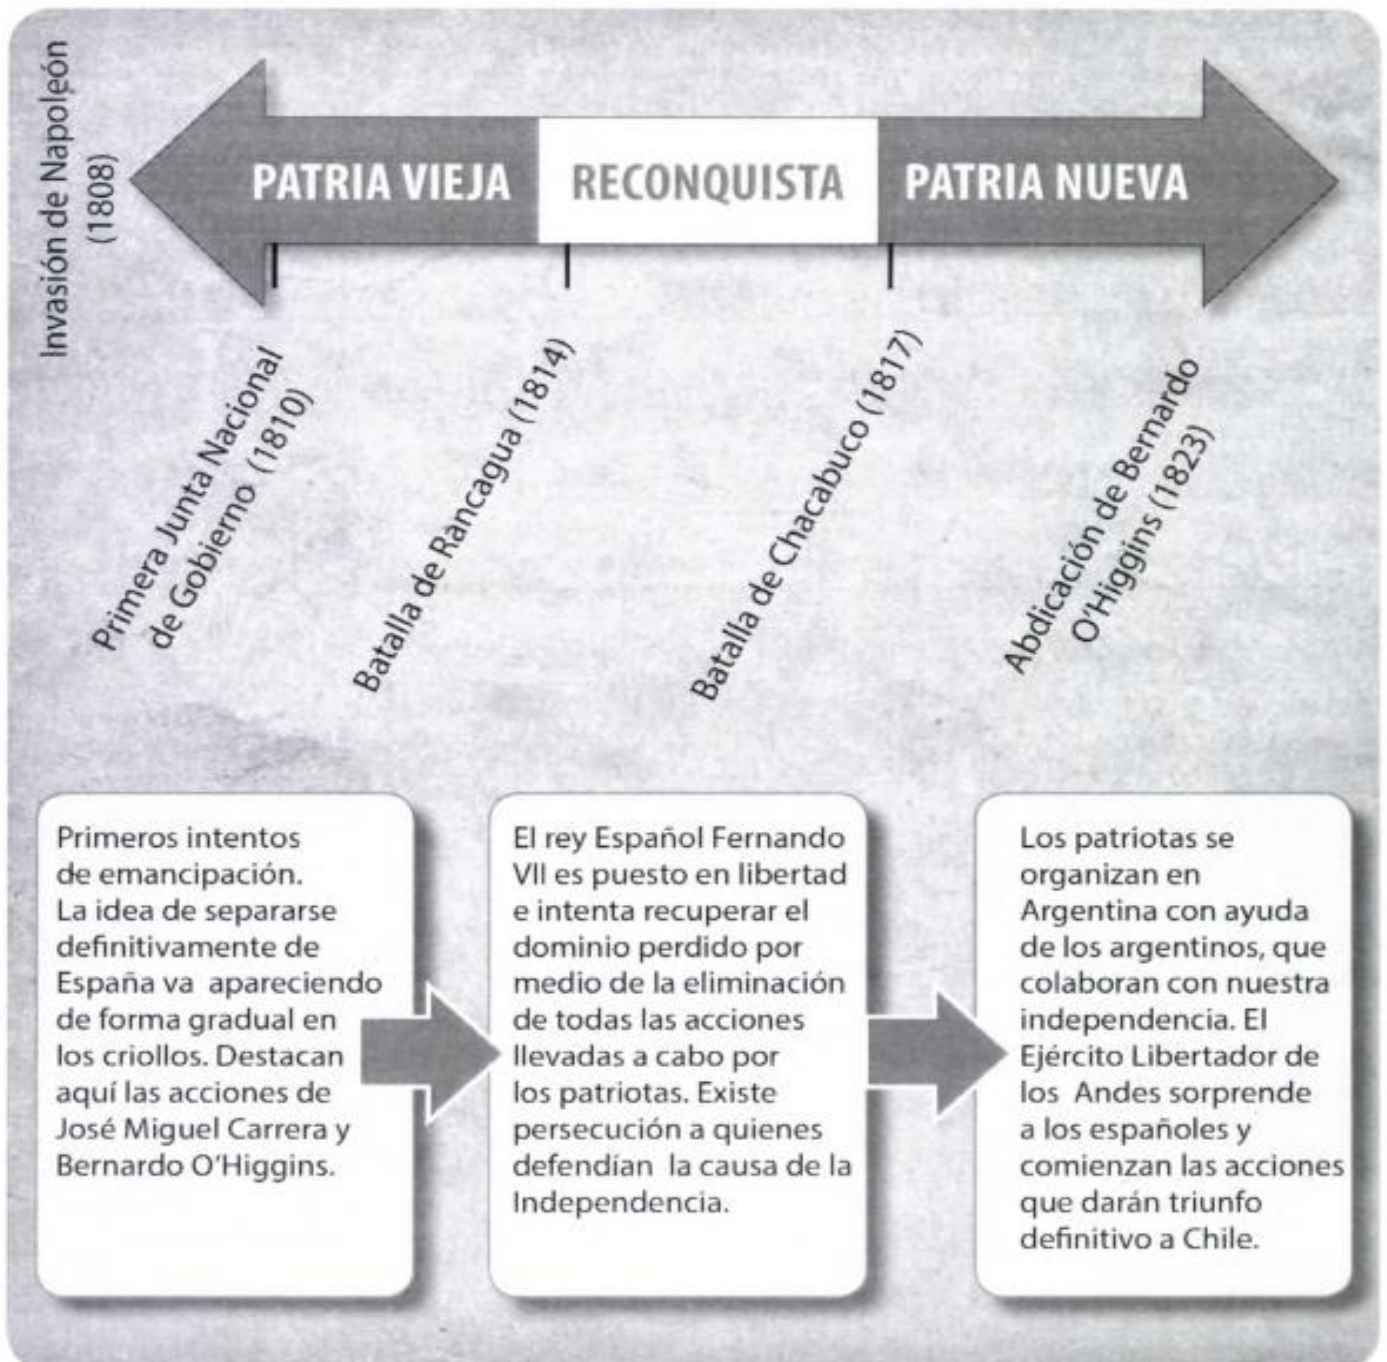 Invasión de Napoleón
(1808)
PATRIA VIEJA
RECONQUISTA
PATRIA NUEVA
Primera Junta Nacional
de Gobierno (1810)
Batalla de Rancagua (1814)
Batalla de Chacabuco (1817)
Abdicación de Bernardo
O'Higgins (1823)
Primeros intentos
de emancipación.
La idea de separarse
definitivamente de
España va apareciendo
de forma gradual en
los criollos. Destacan
aquí las acciones de
José Miguel Carrera y
Bernardo O'Higgins.
El rey Español Fernando
VII es puesto en libertad
e intenta recuperar el
dominio perdido por
medio de la eliminación
de todas las acciones
llevadas a cabo por
los patriotas. Existe
persecución a quienes
defendían la causa de la
Independencia.
Los patriotas se
organizan en
Argentina con ayuda
de los argentinos, que
colaboran con nuestra
independencia. El
Ejército Libertador de
los Andes sorprende
a los españoles y
comienzan las acciones
que darán triunfo
definitivo a Chile.